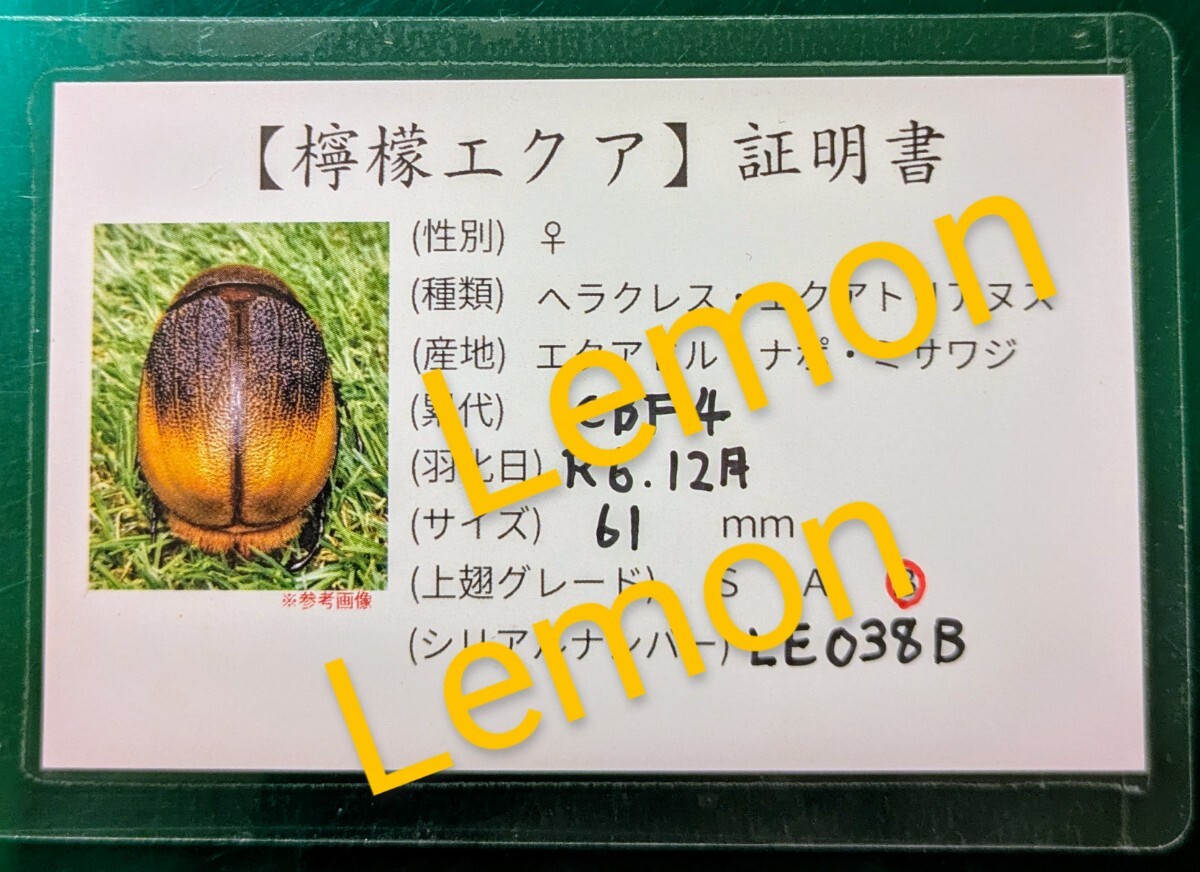 【檸檬エクア】証明書
(性別) ♀
(種類) ヘラクレス・エクアトリアヌス
(産地) エクアドル ナポ・ミサワジ
(累代) CBF4
(羽化日) R6.12月
(サイズ) 61 mm
(上翅グレード) S A B
(シリアルナンバー) LE038B
※参考画像
Lemon
Lemon